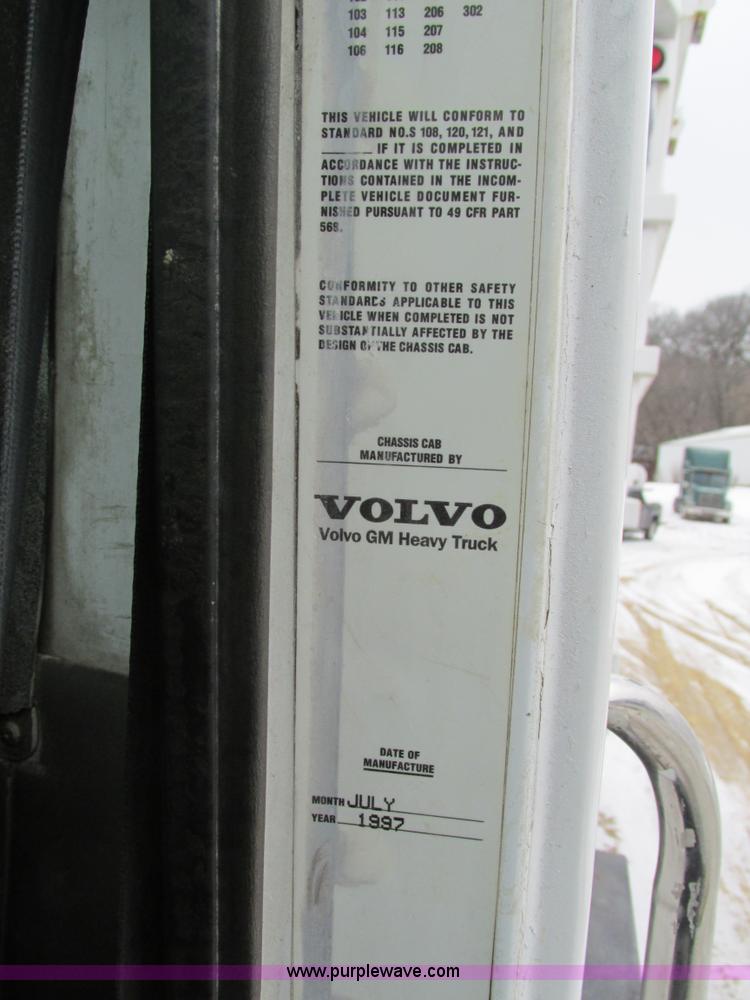 103 113 206 302
104 115 207
106 116 208
THIS VEHICLE WILL CONFORM TO
STANDARD NO.S 108, 120, 121, AND
______ IF IT IS COMPLETED IN
ACCORDANCE WITH THE INSTRUC-
TIONS CONTAINED IN THE INCOM-
PLETE VEHICLE DOCUMENT FUR-
NISHED PURSUANT TO 49 CFR PART
568.
CONFORMITY TO OTHER SAFETY
STANDARDS APPLICABLE TO THIS
VEHICLE WHEN COMPLETED IS NOT
SUBSTANTIALLY AFFECTED BY THE
DESIGN OF THE CHASSIS CAB.
CHASSIS CAB
MANUFACTURED BY
VOLVO
Volvo GM Heavy Truck
DATE OF
MANUFACTURE
MONTH JULY
YEAR 1997
www.purplewave.com